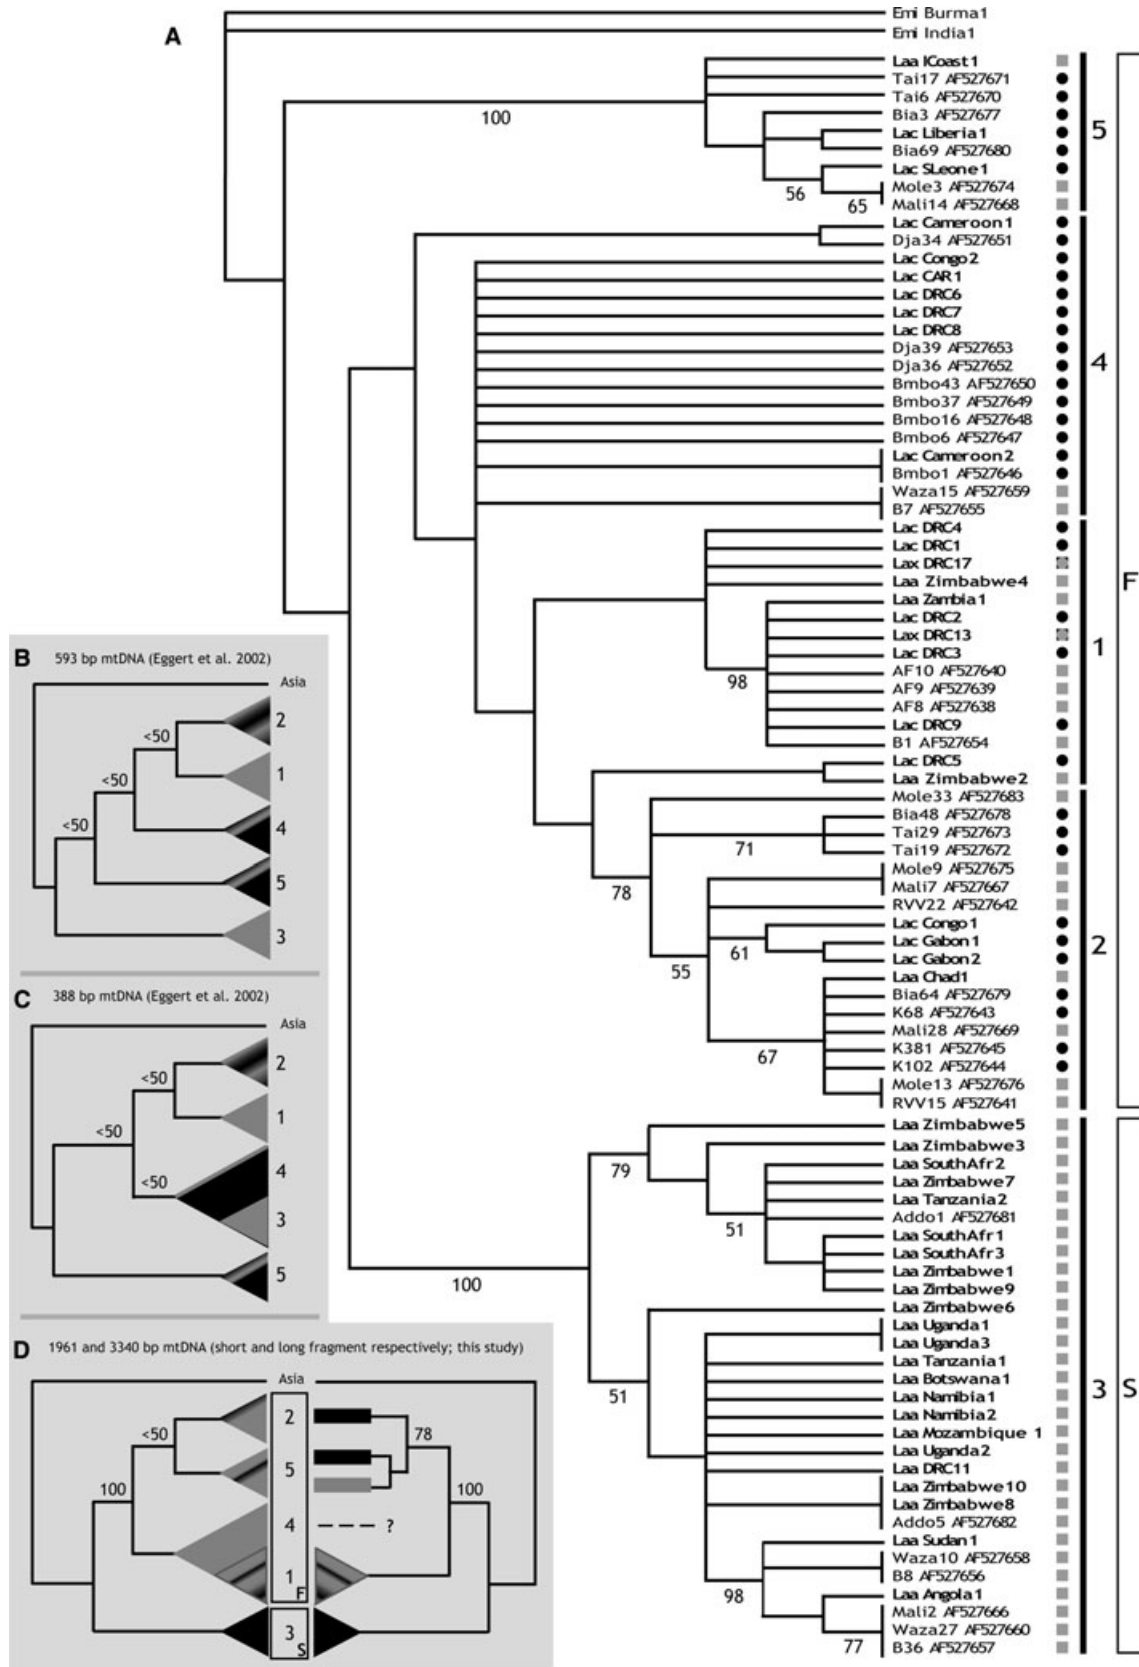 A
Emi Burma1
Emi India1
Laa ICoast1
Tai17 AF527671
Tai6 AF527670
Bia3 AF527677
Lac Liberia1
Bia69 AF527680
Lac SLeone1
Mole3 AF527674
Mali14 AF527668
100
56
65
5
Lac Cameroon1
Dja34 AF527651
Lac Congo2
Lac CAR1
Lac DRC6
Lac DRC7
Lac DRC8
Dja39 AF527653
Dja36 AF527652
Bmbo43 AF527650
Bmbo37 AF527649
Bmbo16 AF527648
Bmbo6 AF527647
Lac Cameroon2
Bmbo1 AF527646
Waza15 AF527659
B7 AF527655
4
Lac DRC4
Lac DRC1
Lax DRC17
Laa Zimbabwe4
Laa Zambia1
Lac DRC2
Lax DRC13
Lac DRC3
AF10 AF527640
AF9 AF527639
AF8 AF527638
Lac DRC9
B1 AF527654
Lac DRC5
Laa Zimbabwe2
98
1
F
Mole33 AF527683
Bia48 AF527678
Tai29 AF527673
Tai19 AF527672
Mole9 AF527675
Mali7 AF527667
RVV22 AF527642
Lac Congo1
Lac Gabon1
Lac Gabon2
Laa Chad1
Bia64 AF527679
K68 AF527643
Mali28 AF527669
K381 AF527645
K102 AF527644
Mole13 AF527676
RVV15 AF527641
71
78
61
55
67
2
Laa Zimbabwe5
Laa Zimbabwe3
Laa SouthAfr2
Laa Zimbabwe7
Laa Tanzania2
Addo1 AF527681
Laa SouthAfr1
Laa SouthAfr3
Laa Zimbabwe1
Laa Zimbabwe9
Laa Zimbabwe6
Laa Uganda1
Laa Uganda3
Laa Tanzania1
Laa Botswana1
Laa Namibia1
Laa Namibia2
Laa Mozambique 1
Laa Uganda2
Laa DRC11
Laa Zimbabwe10
Laa Zimbabwe8
Addo5 AF527682
Laa Sudan1
Waza10 AF527658
B8 AF527656
Laa Angola1
Mali2 AF527666
Waza27 AF527660
B36 AF527657
79
51
100
51
98
77
3
S
B 593 bp mtDNA (Eggert et al. 2002)
Asia
2
<50
1
<50
4
<50
5
3
C 388 bp mtDNA (Eggert et al. 2002)
Asia
2
<50
1
<50
4
<50
3
5
D 1961 and 3340 bp mtDNA (short and long fragment respectively; this study)
Asia
2
<50
78
5
100
100
4
?
1
F
3
S